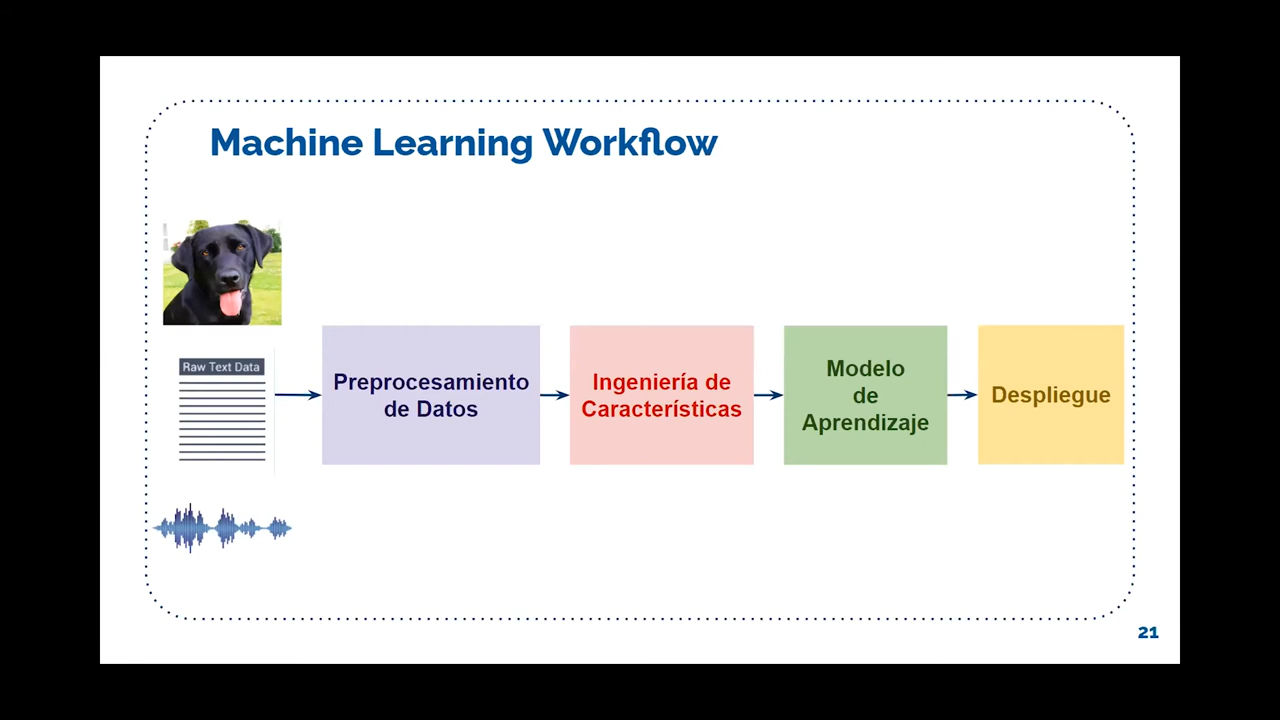 Machine Learning Workflow
Raw Text Data
Preprocesamiento
de Datos
Ingeniería de
Características
Modelo
de
Aprendizaje
Despliegue
21